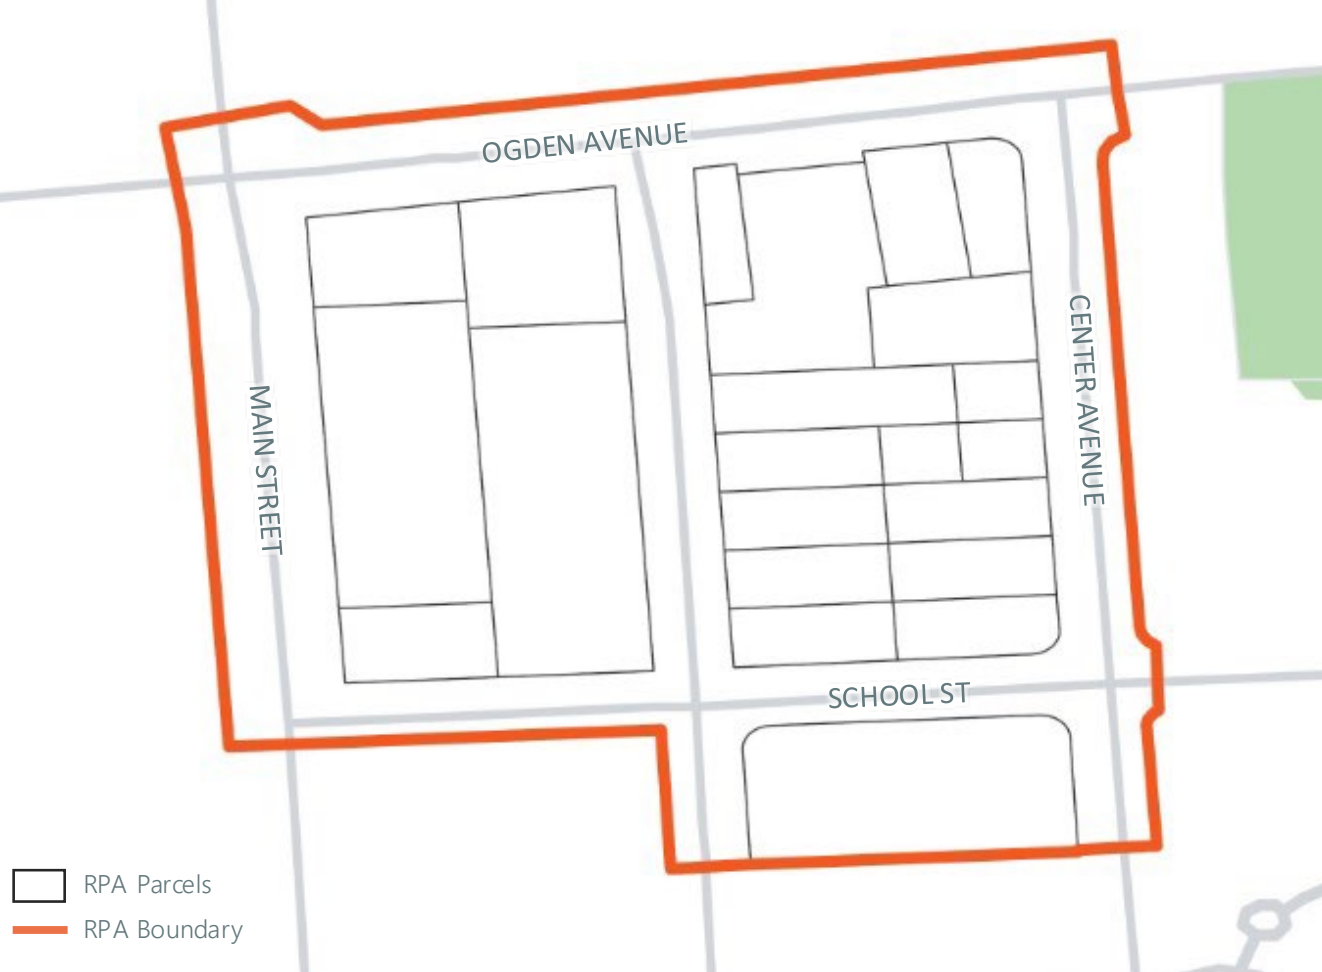 OGDEN AVENUE
MAIN STREET
CENTER AVENUE
SCHOOL ST
RPA Parcels
RPA Boundary